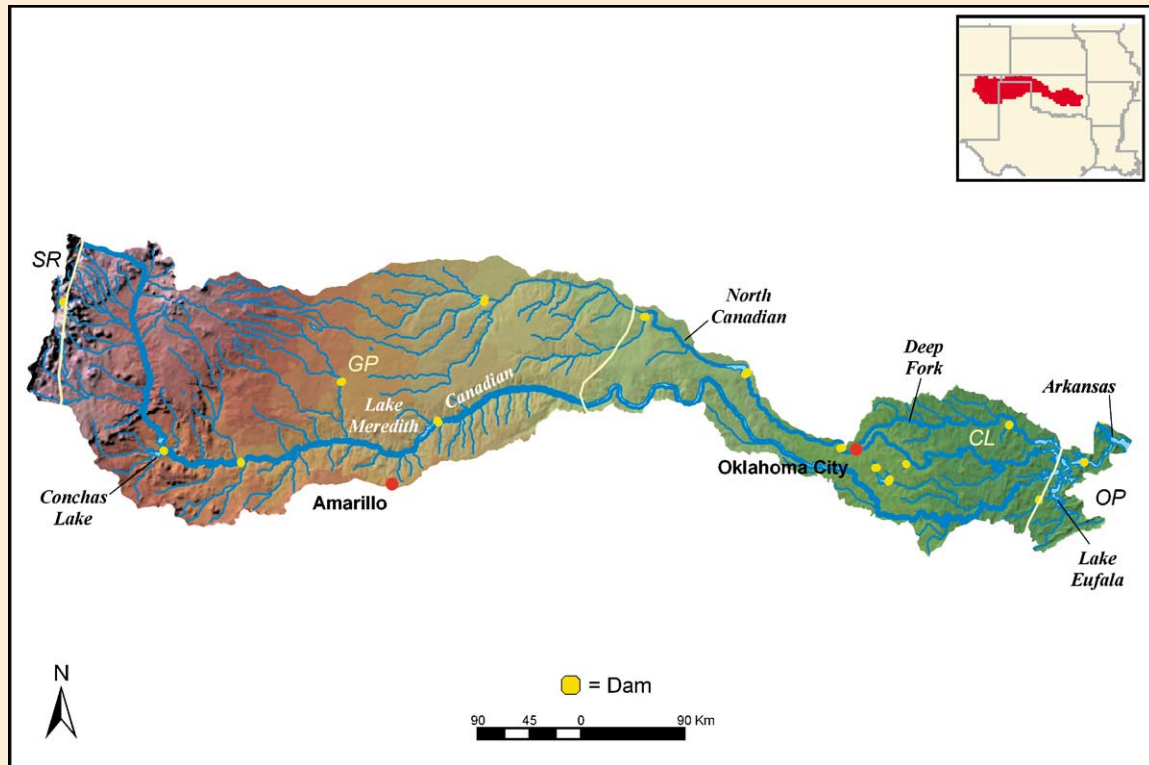 SR
North
Canadian
GP
Deep
Fork
Canadian
Lake
Meredith
Arkansas
CL
Oklahoma City
Conchas
Lake
Amarillo
OP
Lake
Eufala
N
= Dam
90 45 0 90 Km